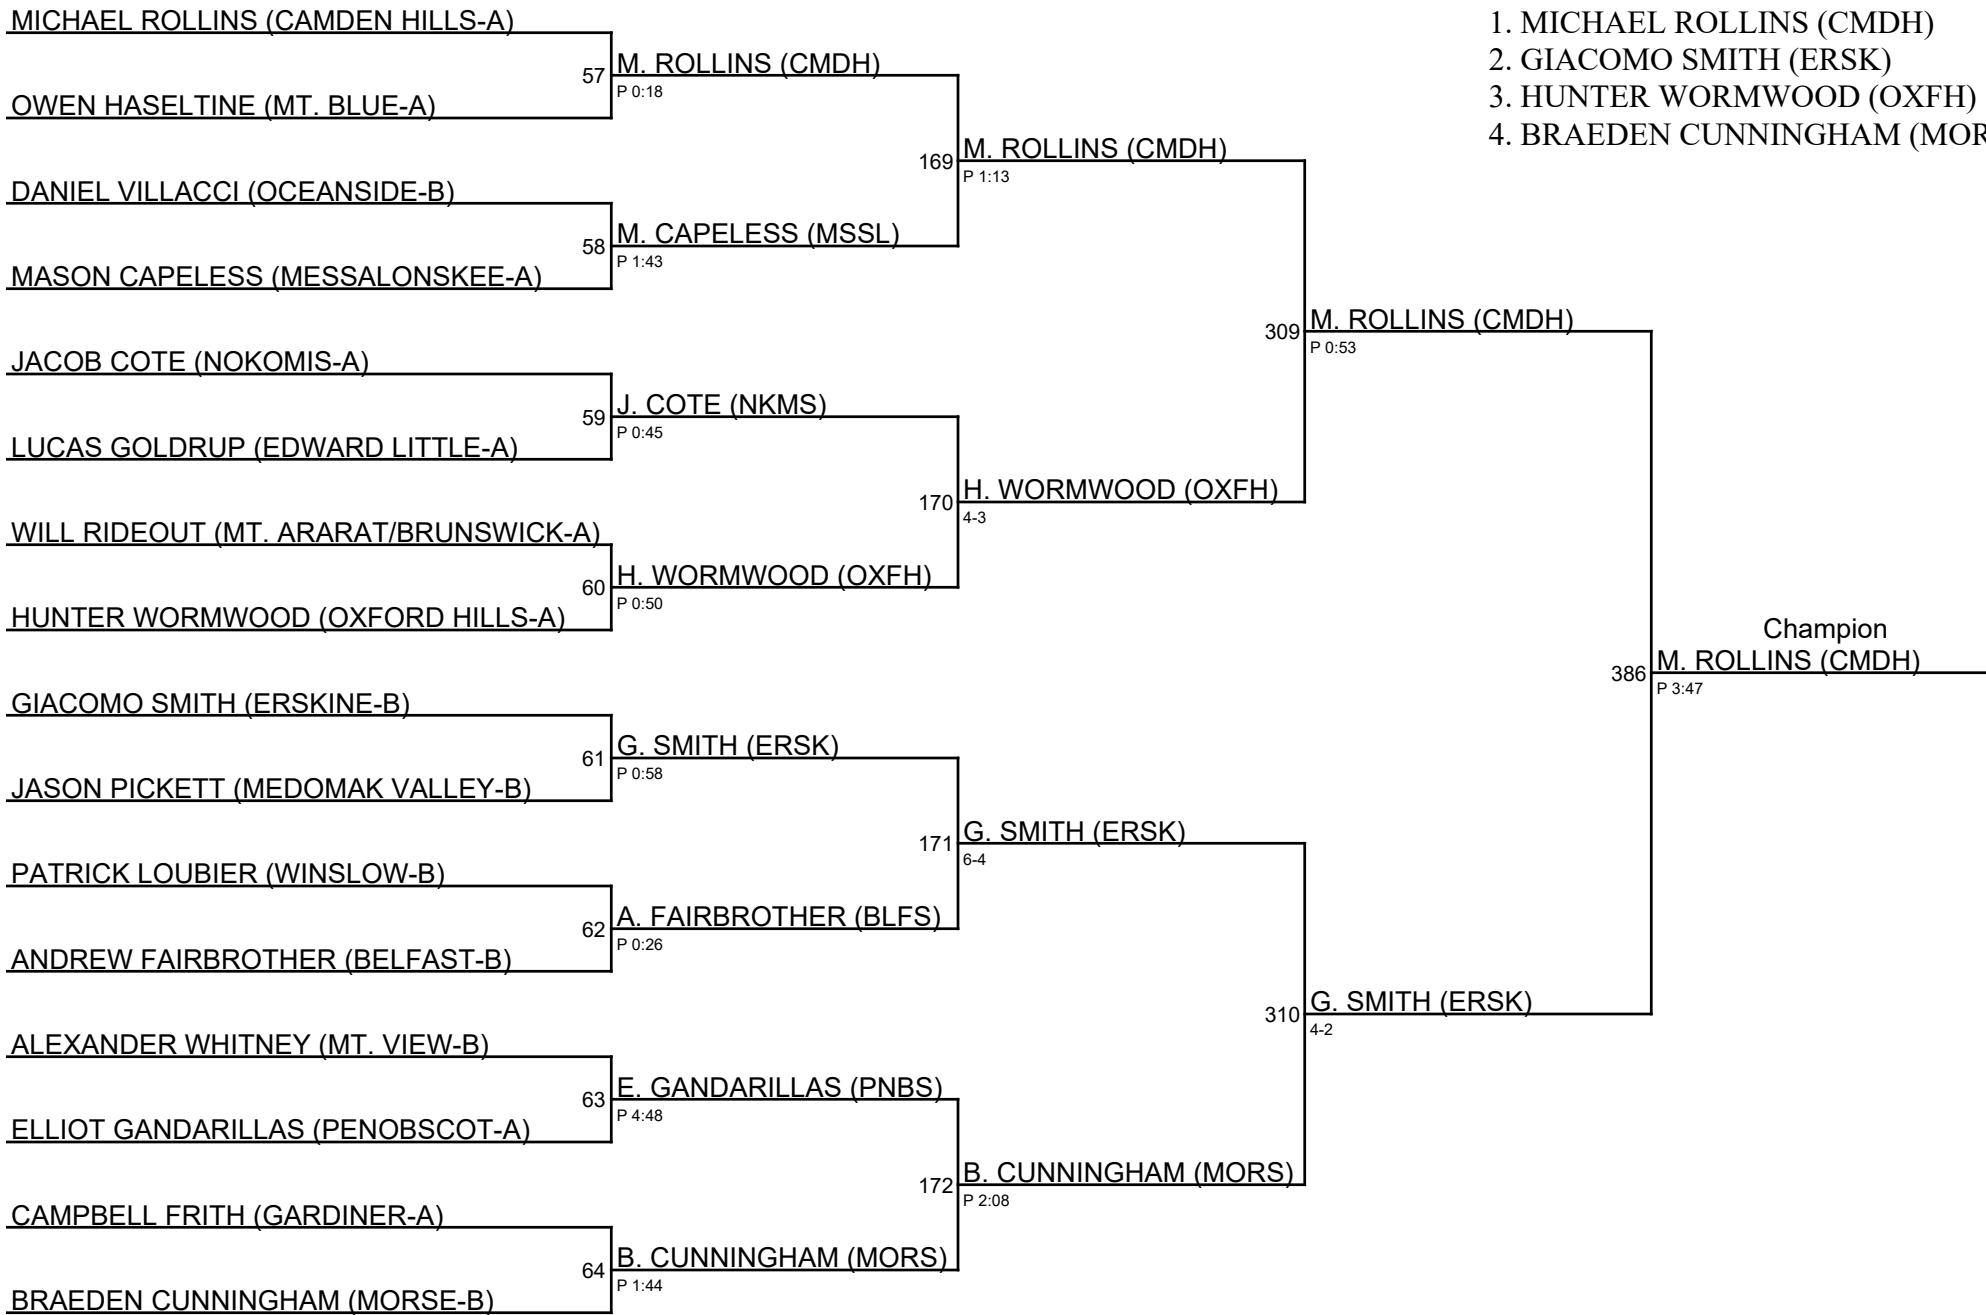 MICHAEL ROLLINS (CAMDEN HILLS-A)
OWEN HASELTINE (MT. BLUE-A)
DANIEL VILLACCI (OCEANSIDE-B)
MASON CAPELESS (MESSALONSKEE-A)
JACOB COTE (NOKOMIS-A)
LUCAS GOLDRUP (EDWARD LITTLE-A)
WILL RIDEOUT (MT. ARARAT/BRUNSWICK-A)
HUNTER WORMWOOD (OXFORD HILLS-A)
GIACOMO SMITH (ERSKINE-B)
JASON PICKETT (MEDOMAK VALLEY-B)
PATRICK LOUBIER (WINSLOW-B)
ANDREW FAIRBROTHER (BELFAST-B)
ALEXANDER WHITNEY (MT. VIEW-B)
ELLIOT GANDARILLAS (PENOBSCOT-A)
CAMPBELL FRITH (GARDINER-A)
BRAEDEN CUNNINGHAM (MORSE-B)
57 M. ROLLINS (CMDH)
P 0:18
58 M. CAPELESS (MSSL)
P 1:43
59 J. COTE (NKMS)
P 0:45
60 H. WORMWOOD (OXFH)
P 0:50
61 G. SMITH (ERSK)
P 0:58
62 A. FAIRBROTHER (BLFS)
P 0:26
63 E. GANDARILLAS (PNBS)
P 4:48
64 B. CUNNINGHAM (MORS)
P 1:44
169 M. ROLLINS (CMDH)
P 1:13
170 H. WORMWOOD (OXFH)
4-3
171 G. SMITH (ERSK)
6-4
172 B. CUNNINGHAM (MORS)
P 2:08
309 M. ROLLINS (CMDH)
P 0:53
310 G. SMITH (ERSK)
4-2
Champion
386 M. ROLLINS (CMDH)
P 3:47
1. MICHAEL ROLLINS (CMDH)
2. GIACOMO SMITH (ERSK)
3. HUNTER WORMWOOD (OXFH)
4. BRAEDEN CUNNINGHAM (MOR